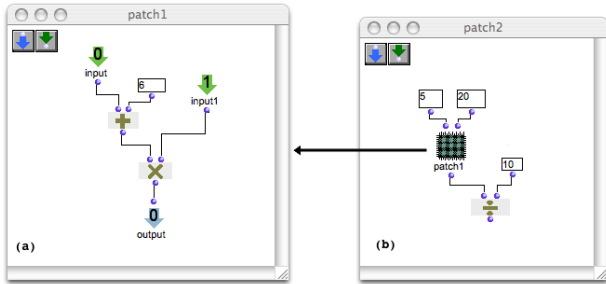 patch1
0
input
6
1
input1
0
output
(a)
patch2
5 20
patch1
10
(b)